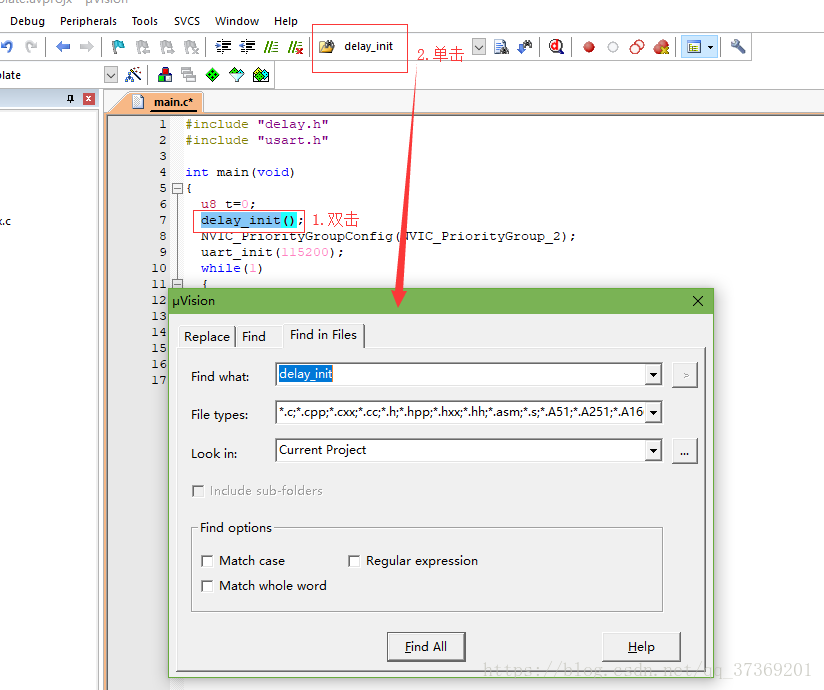 plate.uvprojx - µVision
Debug Peripherals Tools SVCS Window Help
delay_init
2.单击
plate
main.c*
x.c
1 #include "delay.h"
2 #include "usart.h"
3
4 int main(void)
5 {
6 u8 t=0;
7 delay_init();
1.双击
8 NVIC_PriorityGroupConfig(NVIC_PriorityGroup_2);
9 uart_init(115200);
10 while(1)
11 {
12
13
14
15
16
17
µVision
Replace Find Find in Files
Find what: delay_init >
File types: *.c;*.cpp;*.cxx;*.cc;*.h;*.hpp;*.hxx;*.hh;*.asm;*.s;*.A51;*.A251;*.A16
Look in: Current Project ...
Include sub-folders
Find options
Match case Regular expression
Match whole word
Find All Help
https://blog.csdn.net/qq_37369201